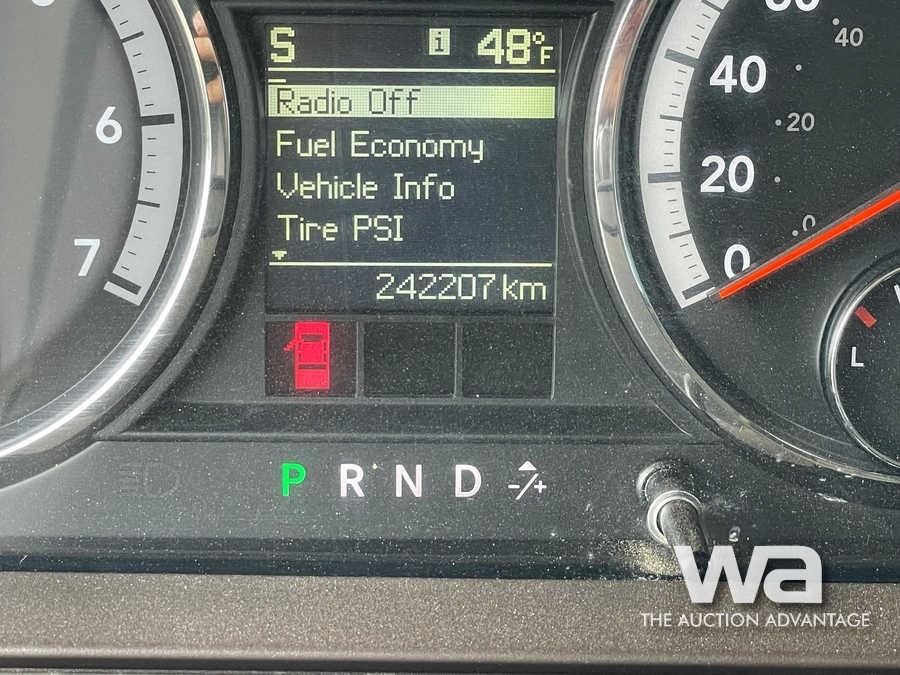 S i 48°F
Radio Off
Fuel Economy
Vehicle Info
Tire PSI
242207 km
P R N D -/+
6
7
40
20
0
40
20
0
L
wa
THE AUCTION ADVANTAGE